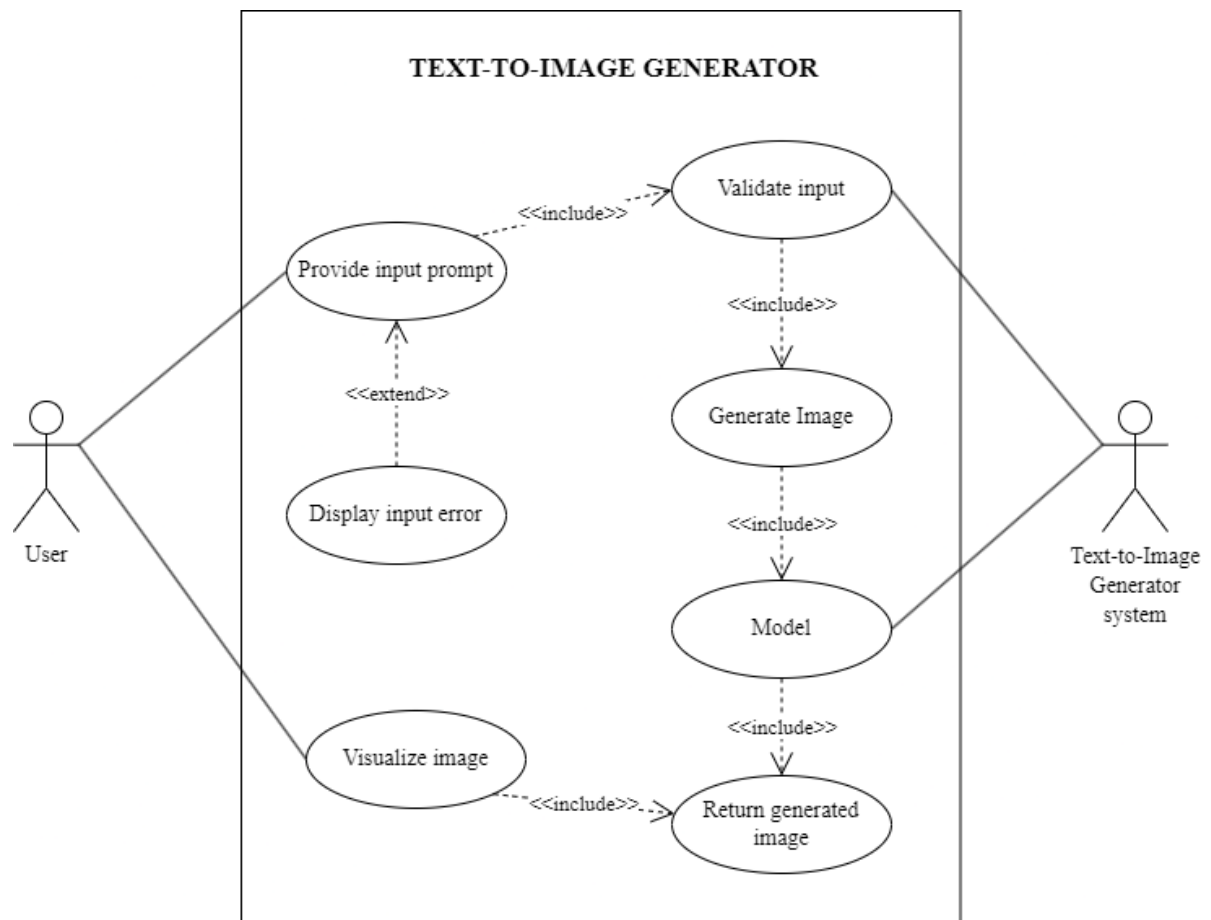 TEXT-TO-IMAGE GENERATOR
Validate input
<<include>>
Provide input prompt
<<include>>
<<extend>>
Generate Image
Display input error
<<include>>
User
Text-to-Image
Generator
system
Model
<<include>>
Visualize image
<<include>>
Return generated
image